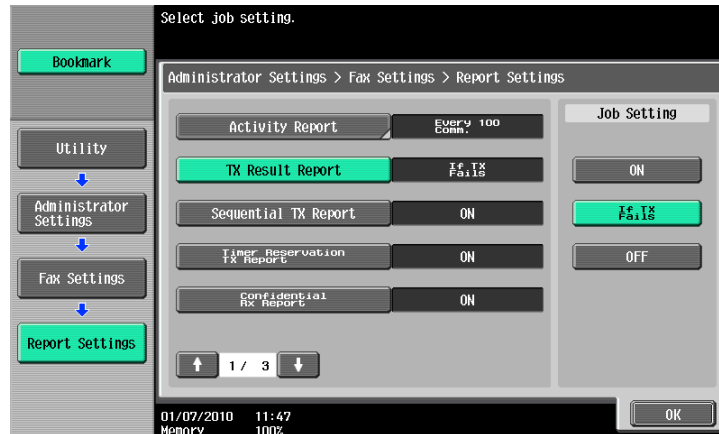 Select job setting.
Bookmark
Administrator Settings > Fax Settings > Report Settings
Utility
Administrator
Settings
Fax Settings
Report Settings
Activity Report
Every 100
Comm.
TX Result Report
If TX
Fails
Sequential TX Report
ON
Timer Reservation
TX Report
ON
Confidential
Rx Report
ON
1/ 3
Job Setting
ON
If TX
Fails
OFF
01/07/2010 11:47
Memory 100%
OK